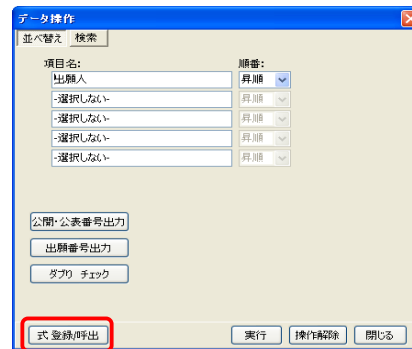 データ操作
並べ替え 検索
項目名: 順番:
出願人 昇順
-選択しない- 昇順
-選択しない- 昇順
-選択しない- 昇順
-選択しない- 昇順
公開・公表番号出力
出願番号出力
ダブり チェック
式 登録/呼出 実行 操作解除 閉じる